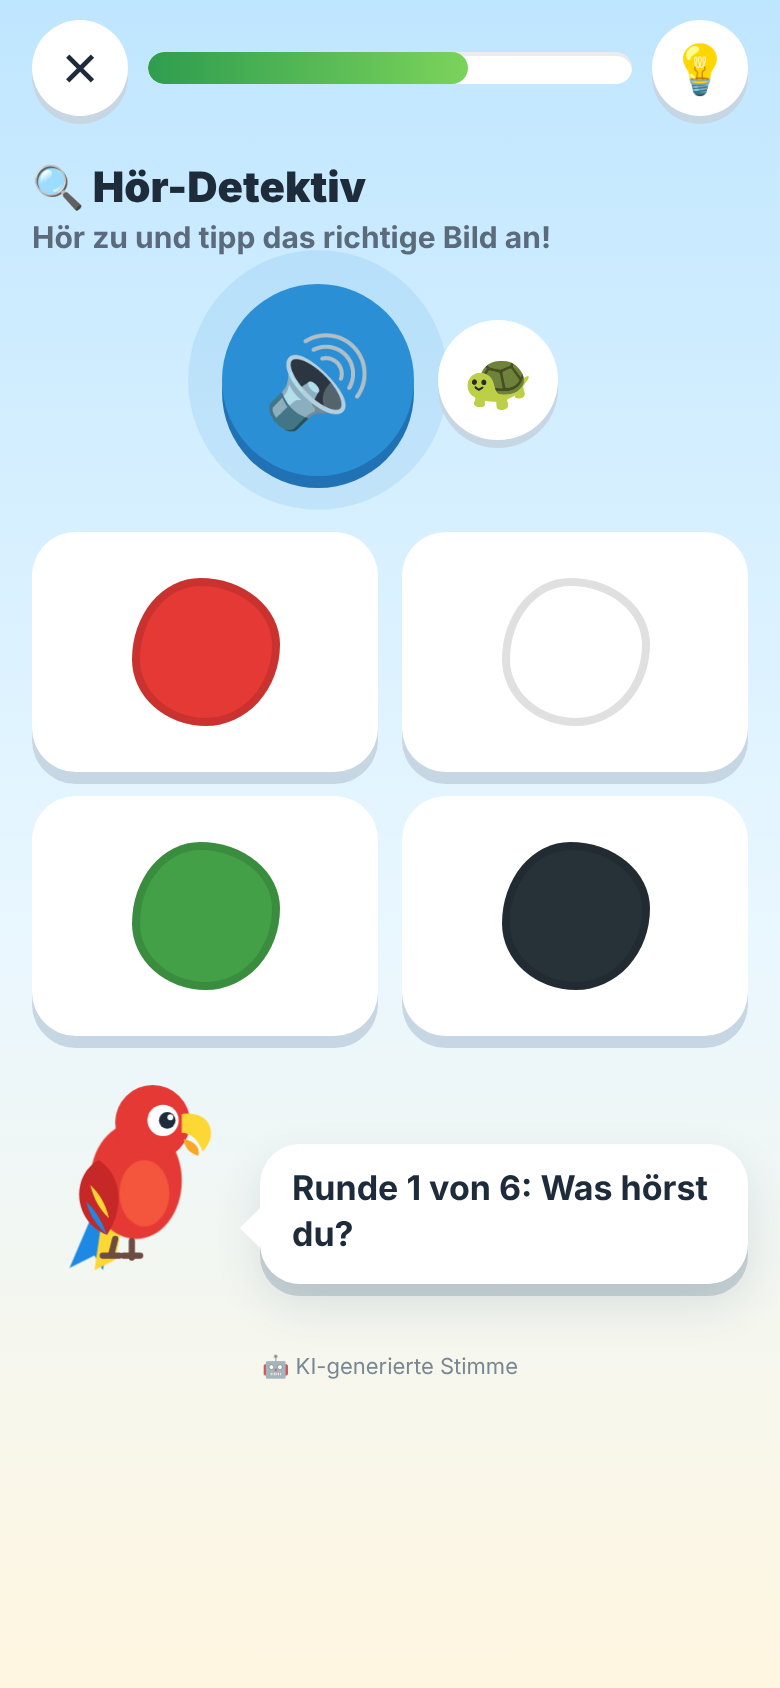 Hör-Detektiv
Hör zu und tipp das richtige Bild an!
Runde 1 von 6: Was hörst
du?
KI-generierte Stimme